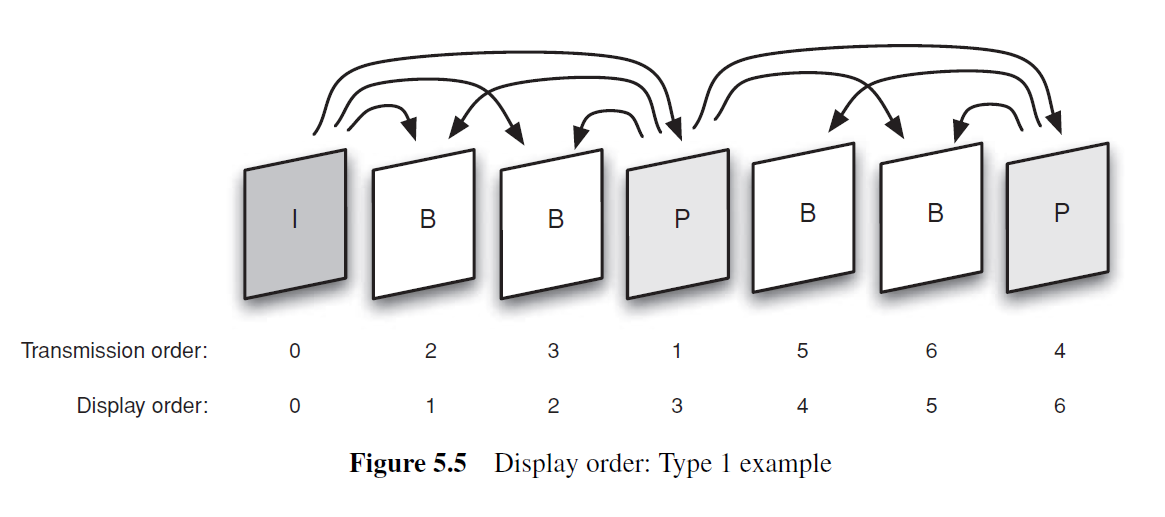 I B B P B B P
Transmission order: 0 2 3 1 5 6 4
Display order: 0 1 2 3 4 5 6
Figure 5.5 Display order: Type 1 example